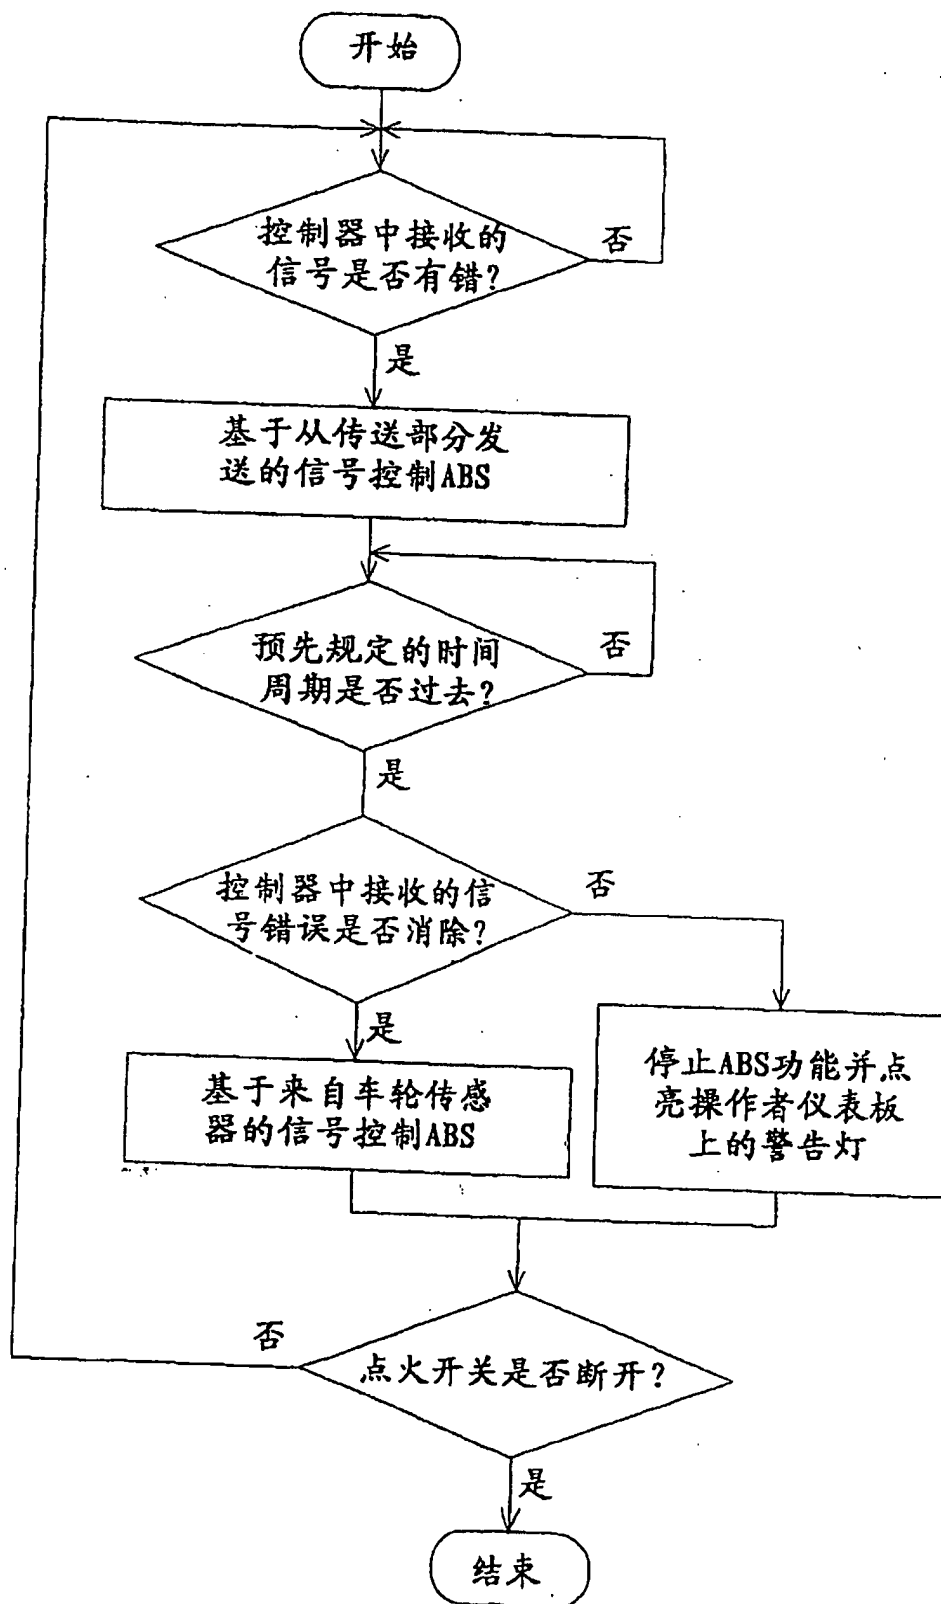 开始
控制器中接收的
信号是否有错?
否
是
基于从传送部分发
送的信号控制ABS
预先规定的时间
周期是否过去?
否
是
控制器中接收的信
号错误是否消除?
否
是
基于来自车轮传感
器的信号控制ABS
停止ABS功能并点
亮操作者仪表板
上的警告灯
点火开关是否断开?
否
是
结束